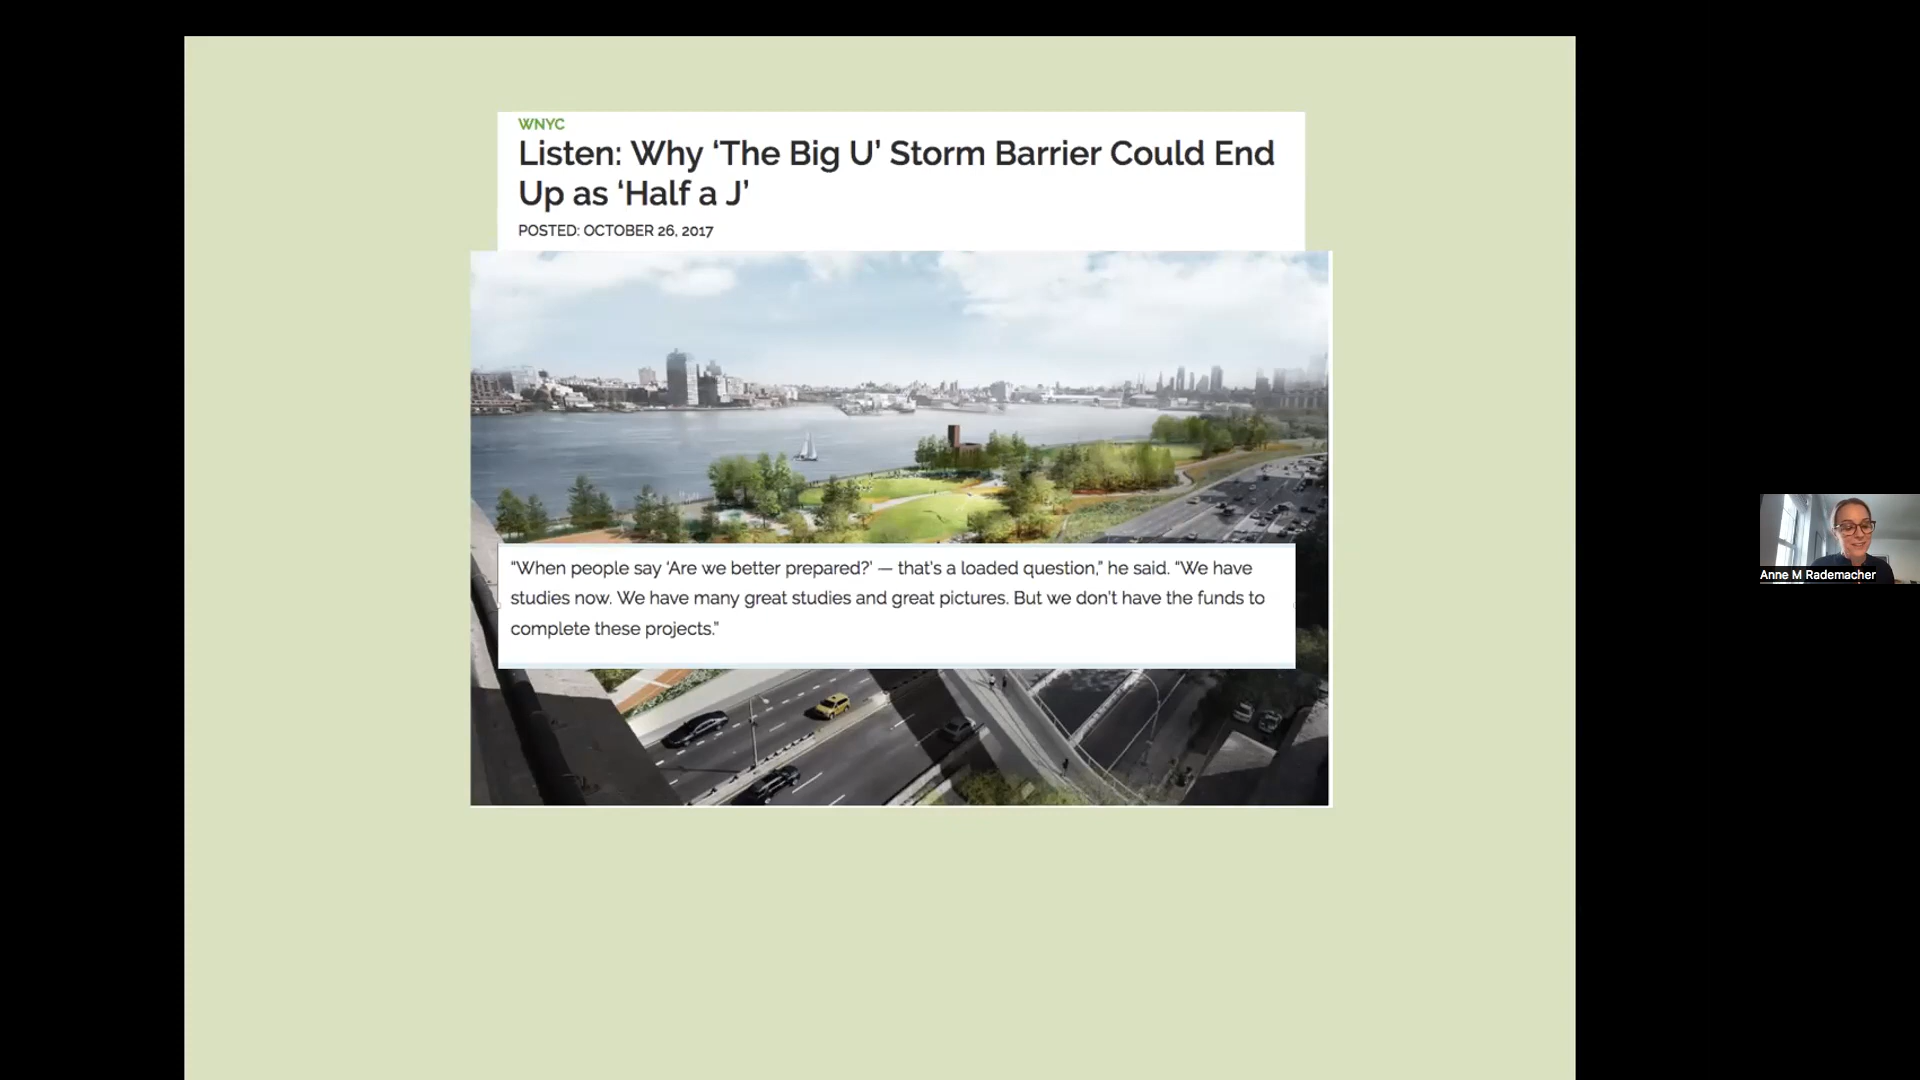 WNYC
Listen: Why ‘The Big U’ Storm Barrier Could End
Up as ‘Half a J’
POSTED: OCTOBER 26, 2017
“When people say ‘Are we better prepared?’ — that’s a loaded question,” he said. “We have
studies now. We have many great studies and great pictures. But we don’t have the funds to
complete these projects.”
Anne M Rademacher